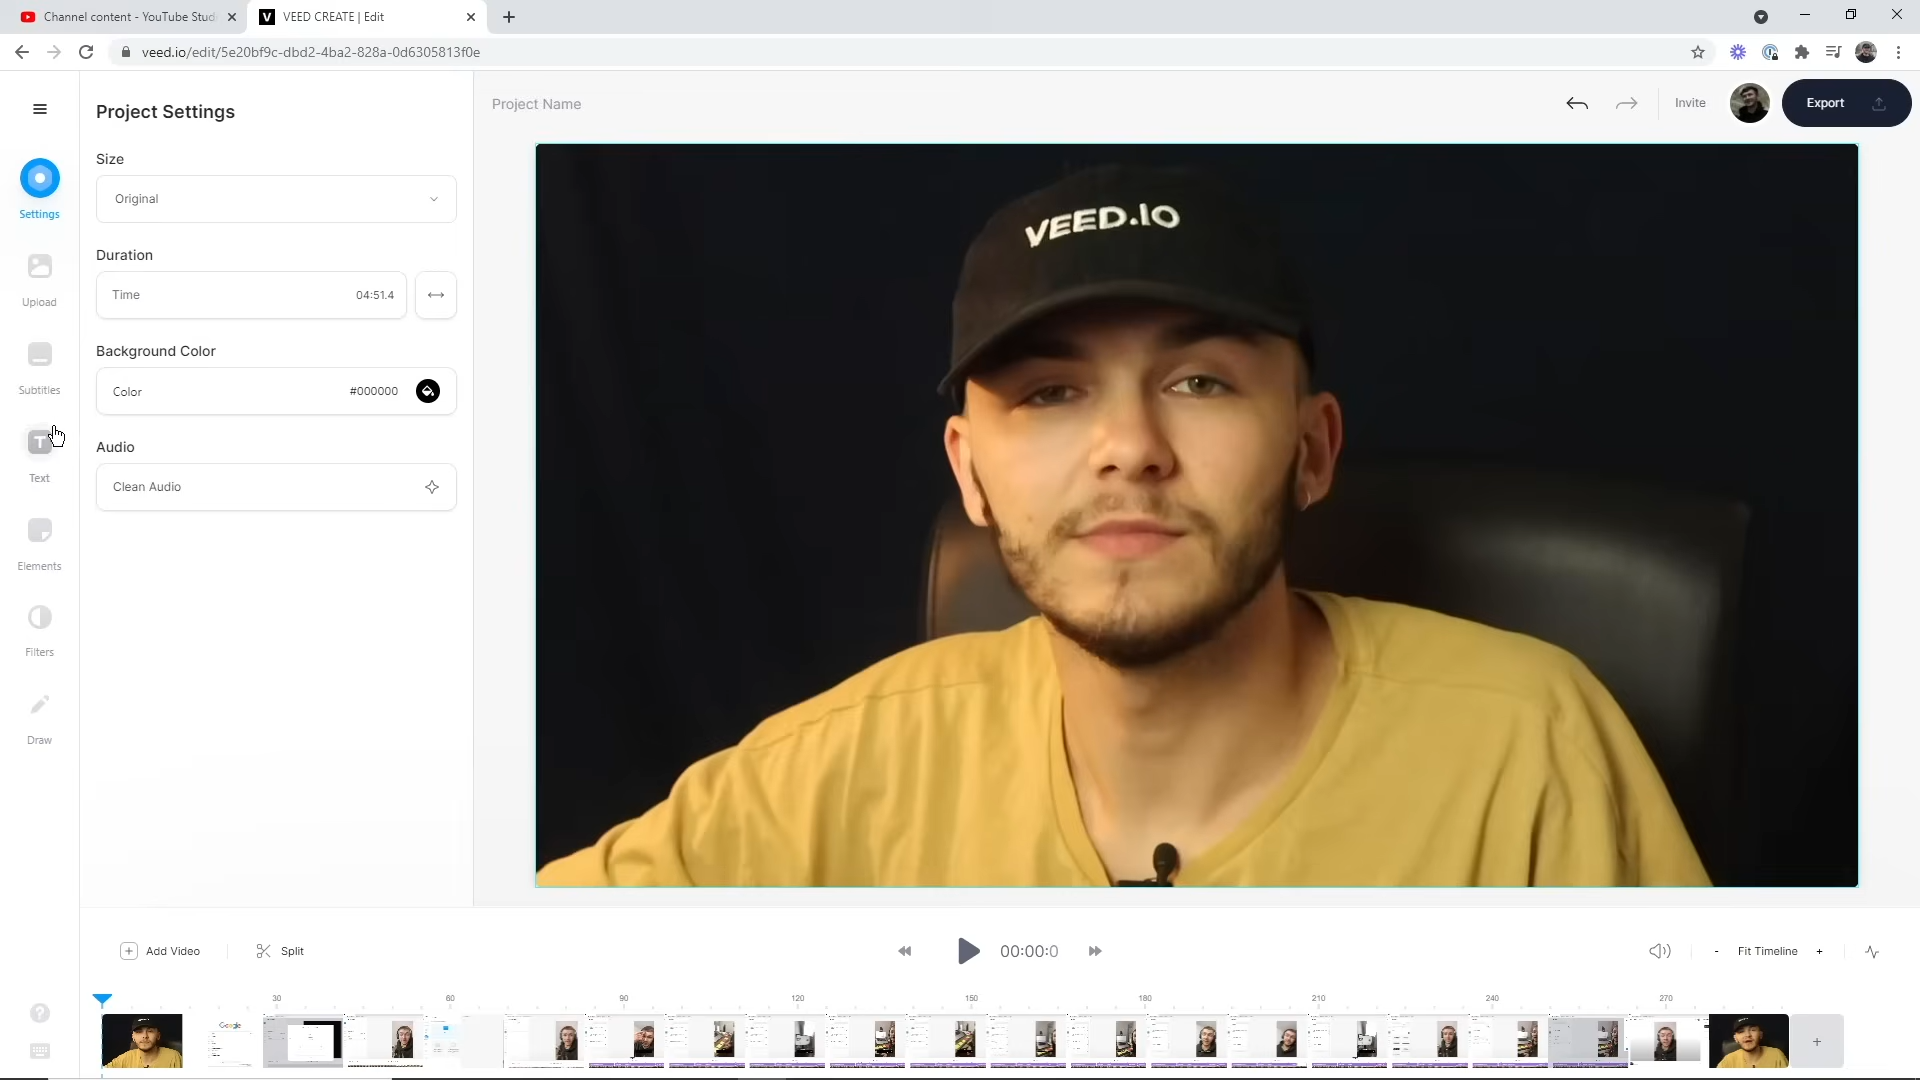 Channel content - YouTube Stud
VEED CREATE | Edit
veed.io/edit/5e20bf9c-dbd2-4ba2-828a-0d6305813f0e
Project Settings
Project Name
Invite
Export
Settings
Upload
Subtitles
Text
Elements
Filters
Draw
Size
Original
Duration
Time 04:51.4
Background Color
Color #000000
Audio
Clean Audio
VEED.IO
Add Video
Split
00:00:0
- Fit Timeline +
30 60 90 120 150 180 210 240 270
Google
+